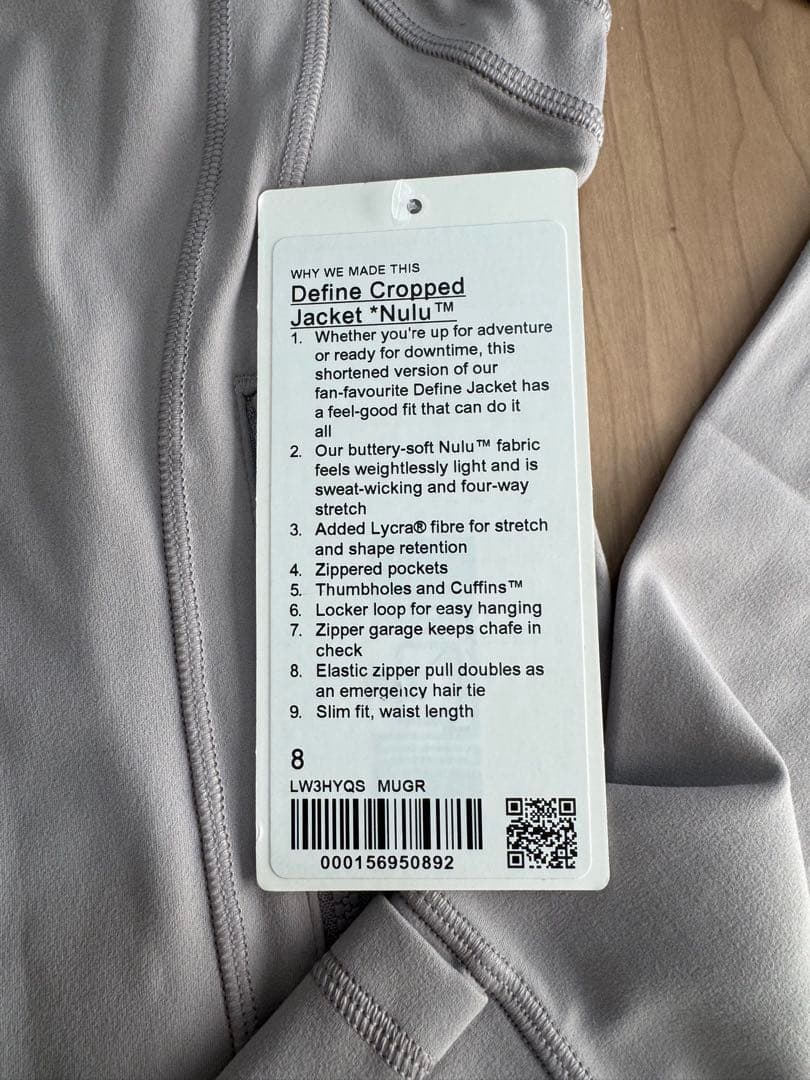 WHY WE MADE THIS
Define Cropped
Jacket *Nulu™
1. Whether you're up for adventure
or ready for downtime, this
shortened version of our
fan-favourite Define Jacket has
a feel-good fit that can do it
all
2. Our buttery-soft Nulu™ fabric
feels weightlessly light and is
sweat-wicking and four-way
stretch
3. Added Lycra® fibre for stretch
and shape retention
4. Zippered pockets
5. Thumbholes and Cuffins™
6. Locker loop for easy hanging
7. Zipper garage keeps chafe in
check
8. Elastic zipper pull doubles as
an emergency hair tie
9. Slim fit, waist length
8
LW3HYQS MUGR
000156950892